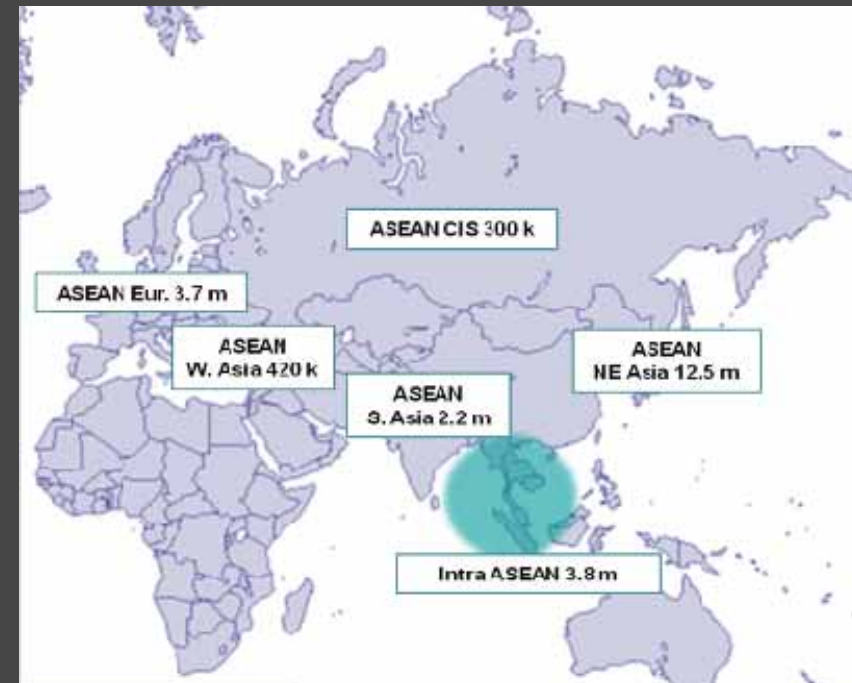 ASEAN CIS 300 k
ASEAN Eur. 3.7 m
ASEAN
W. Asia 420 k
ASEAN
NE Asia 12.5 m
ASEAN
S. Asia 2.2 m
Intra ASEAN 3.8 m